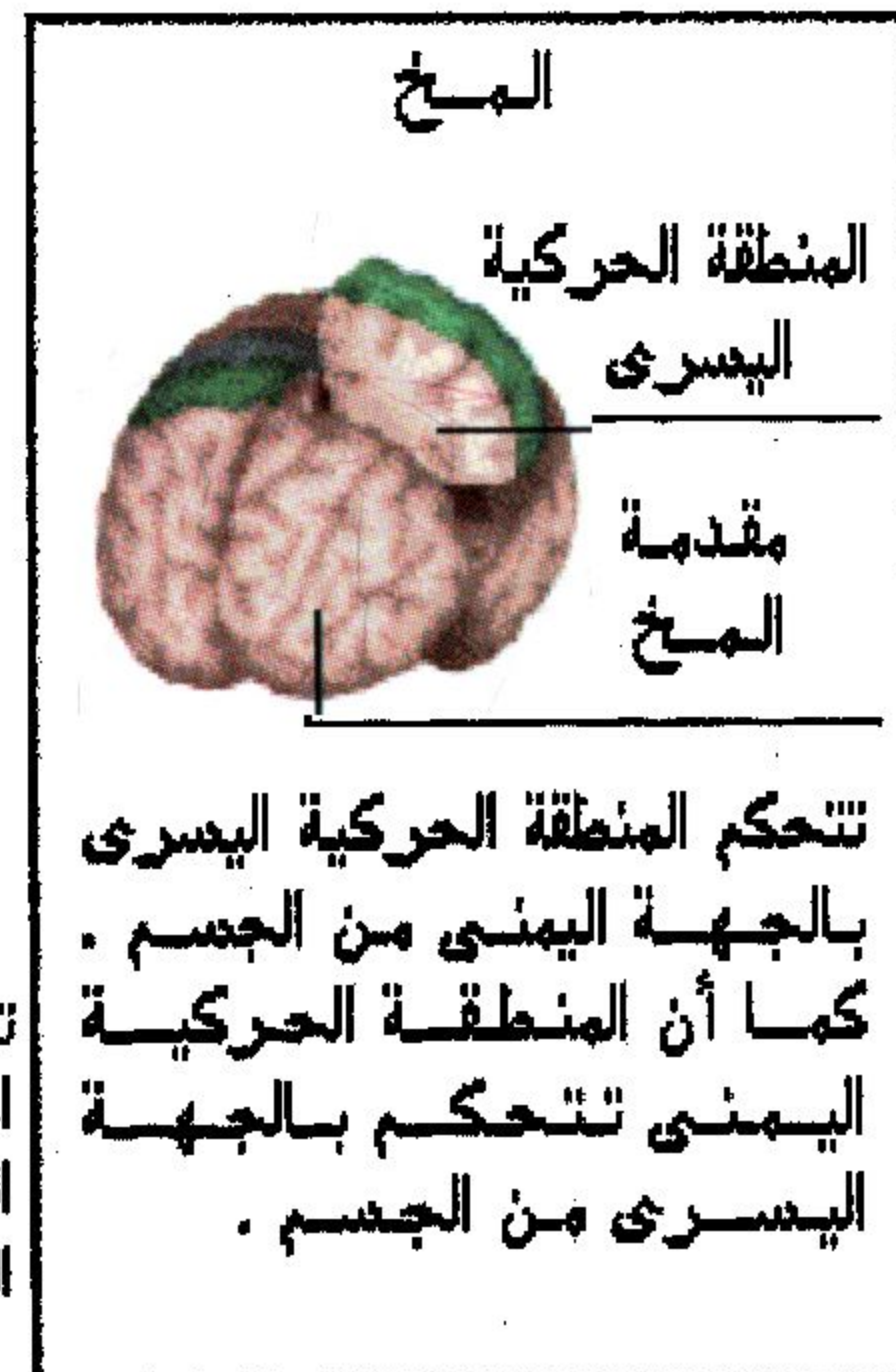 المخ
المنطقة الحركية
اليسرى
مقدمة
المخ
تتحكم المنطقة الحركية اليسرى
بالجهة اليمنى من الجسم .
كما أن المنطقة الحركية
اليمنى تتحكم بالجهة
اليسرى من الجسم .